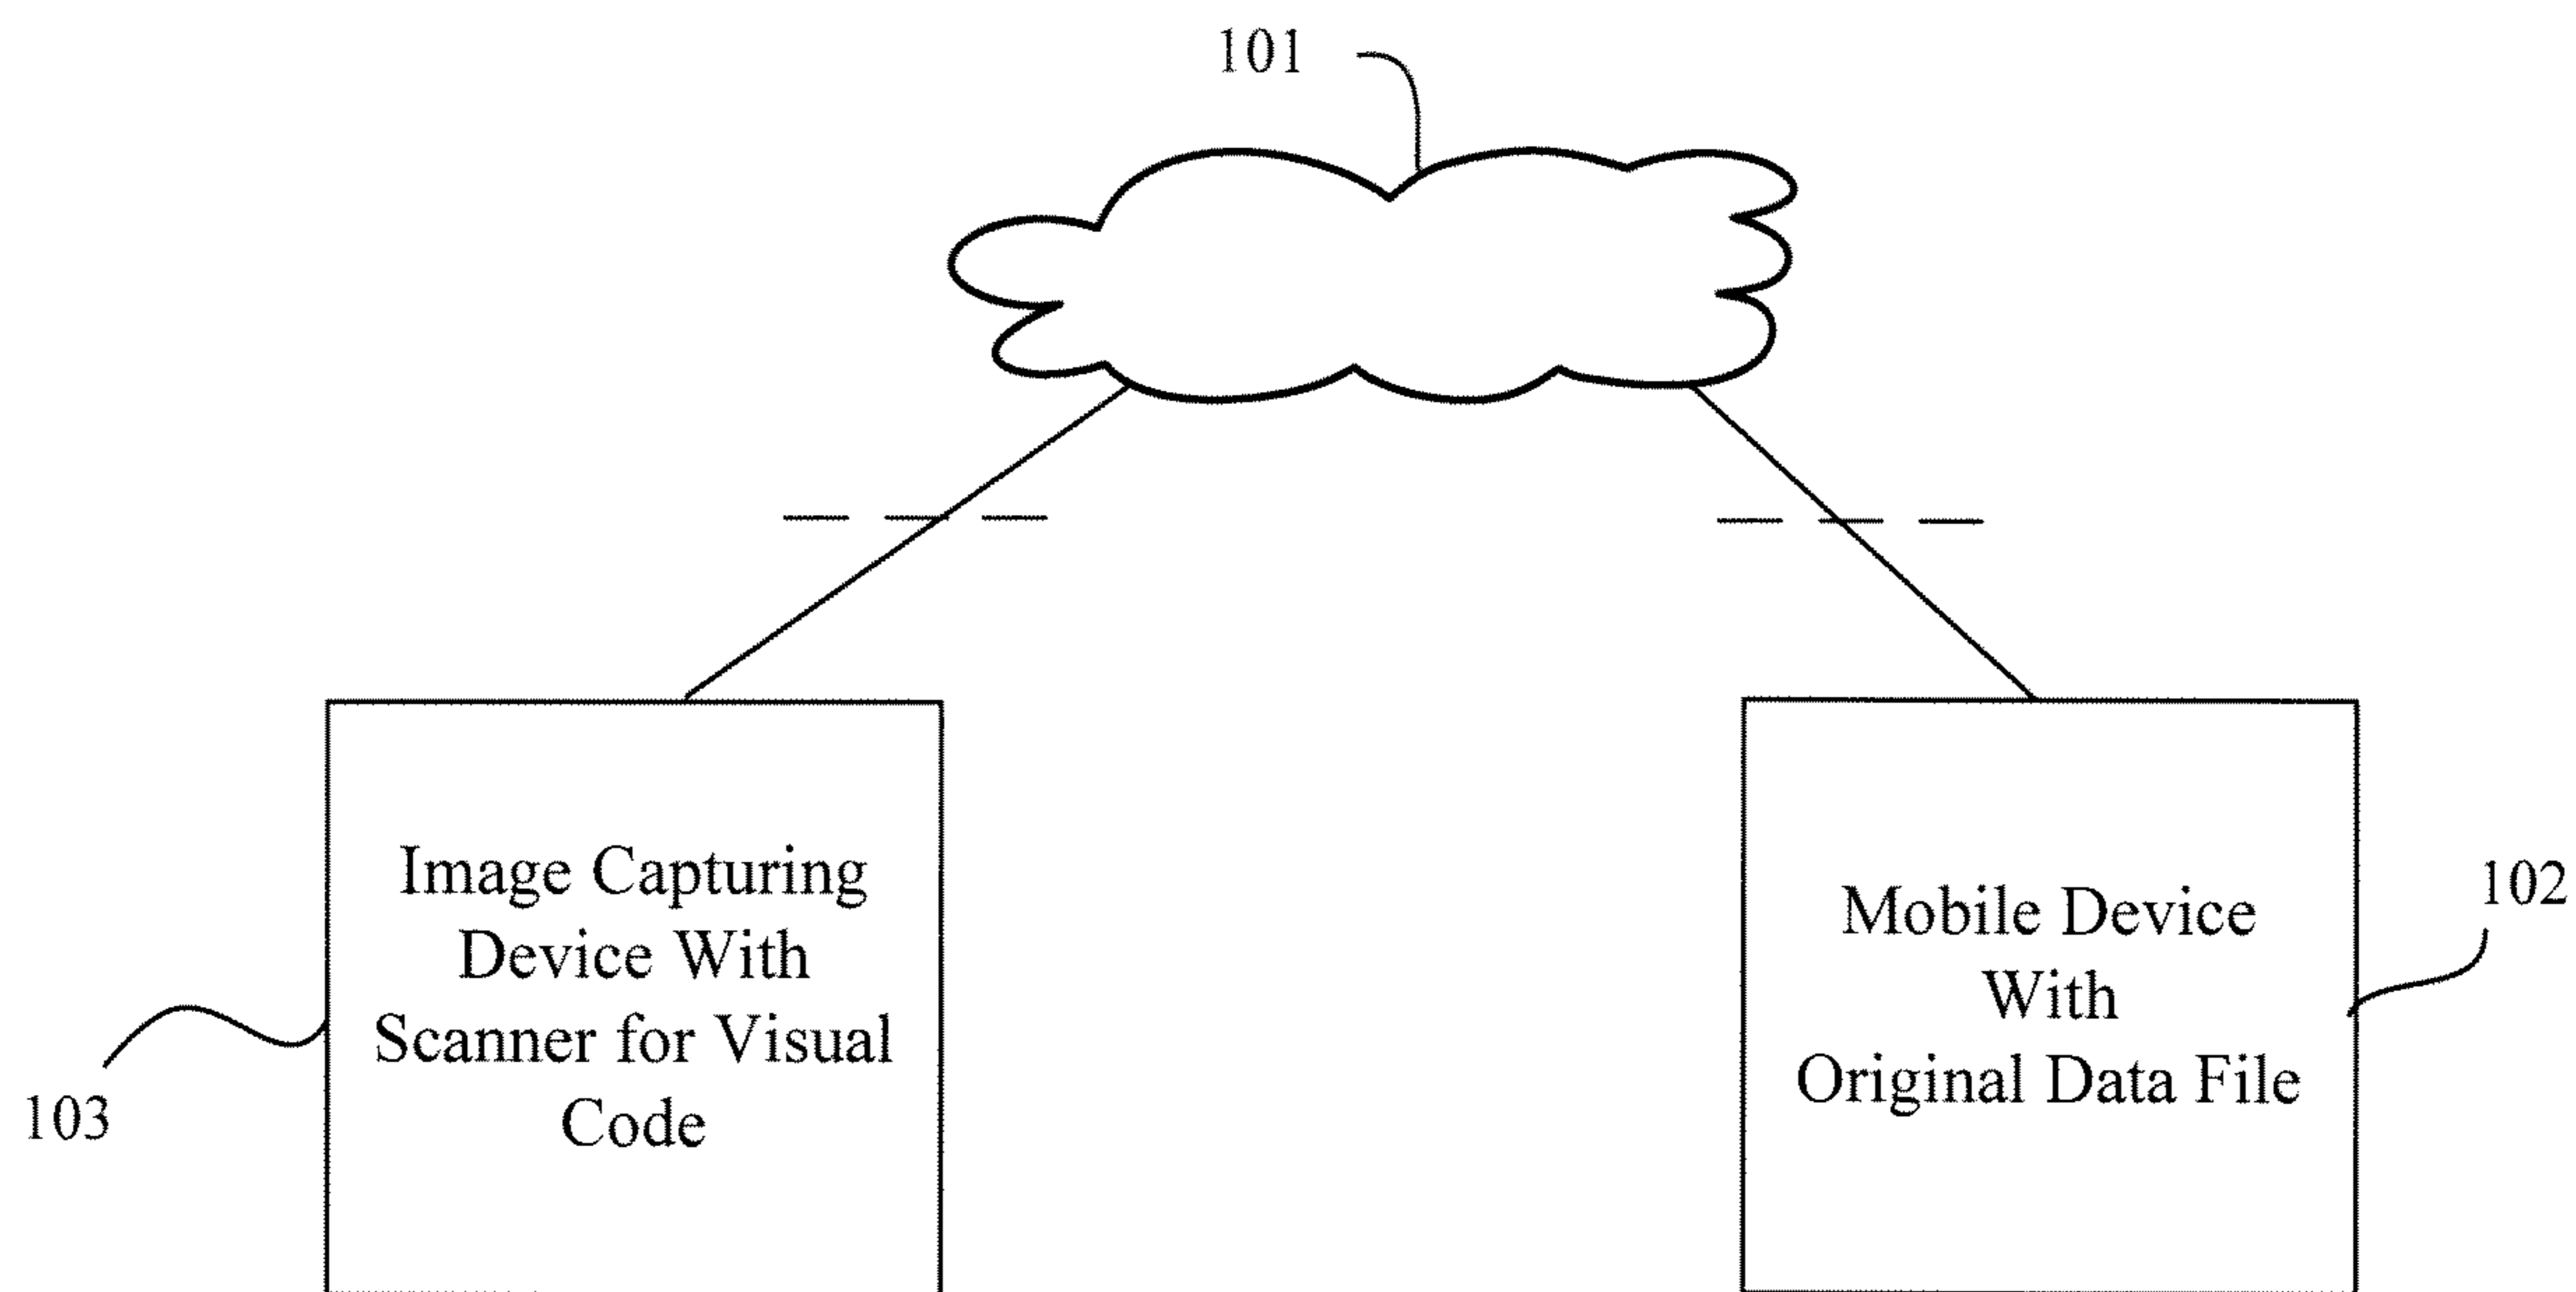 101
Image Capturing
Device With
Scanner for Visual
Code
103
Mobile Device
With
Original Data File
102